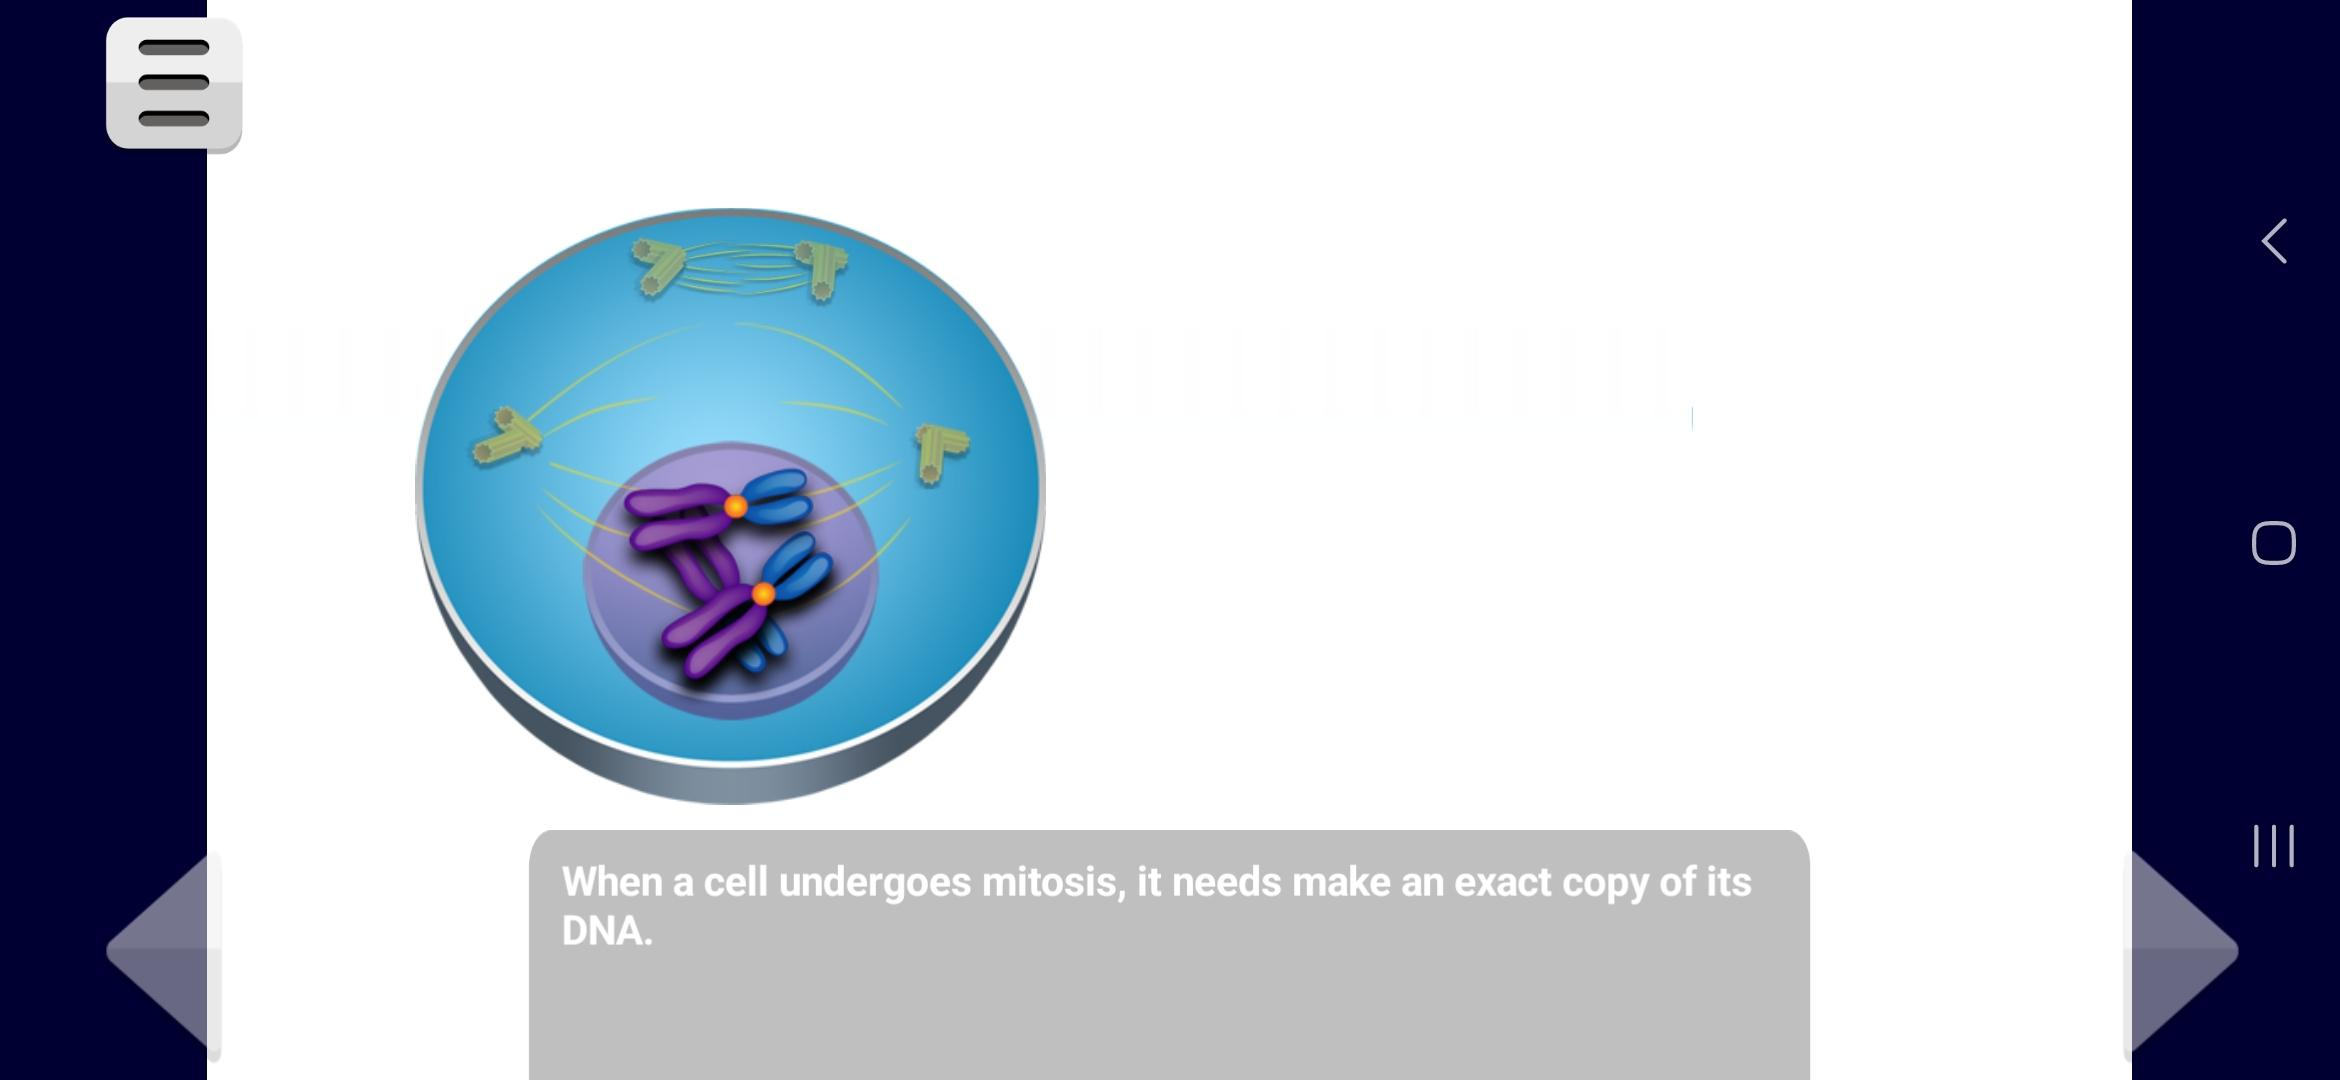 When a cell undergoes mitosis, it needs make an exact copy of its
DNA.